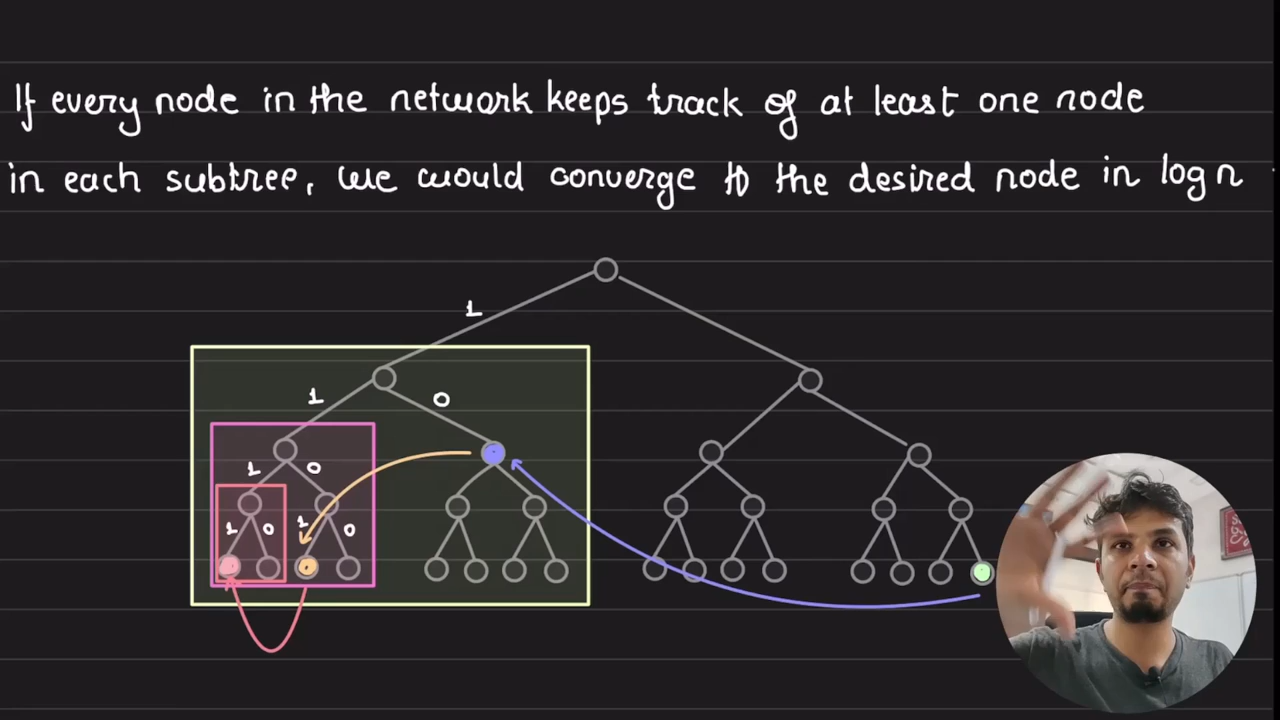 If every node in the network keeps track of at least one node
in each subtree, we would converge to the desired node in log n
1
1 0
1 0
1 0 1 0